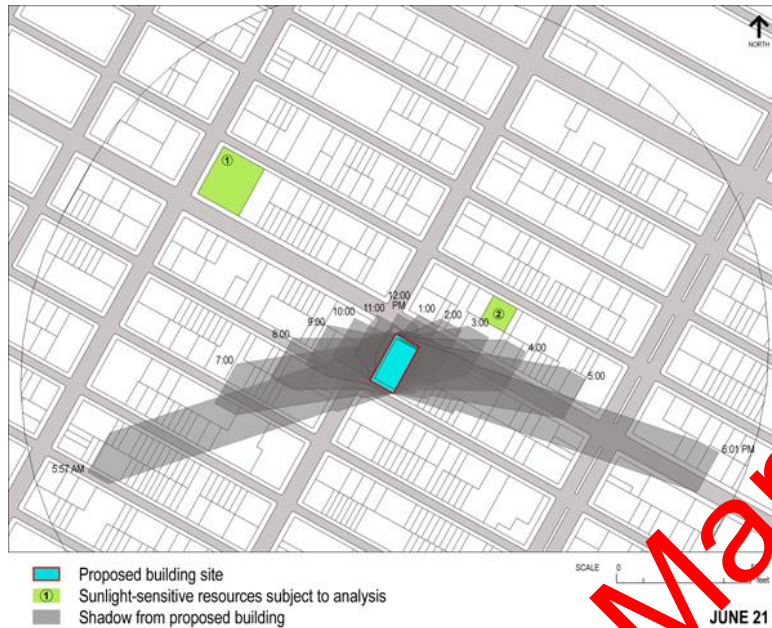 NORTH
①
12:00
PM
11:00
1:00
10:00
2:00
②
9:00
3:00
8:00
4:00
7:00
5:00
6:01 PM
5:57 AM
Proposed building site
SCALE 0
① Sunlight-sensitive resources subject to analysis
feet
Shadow from proposed building
JUNE 21